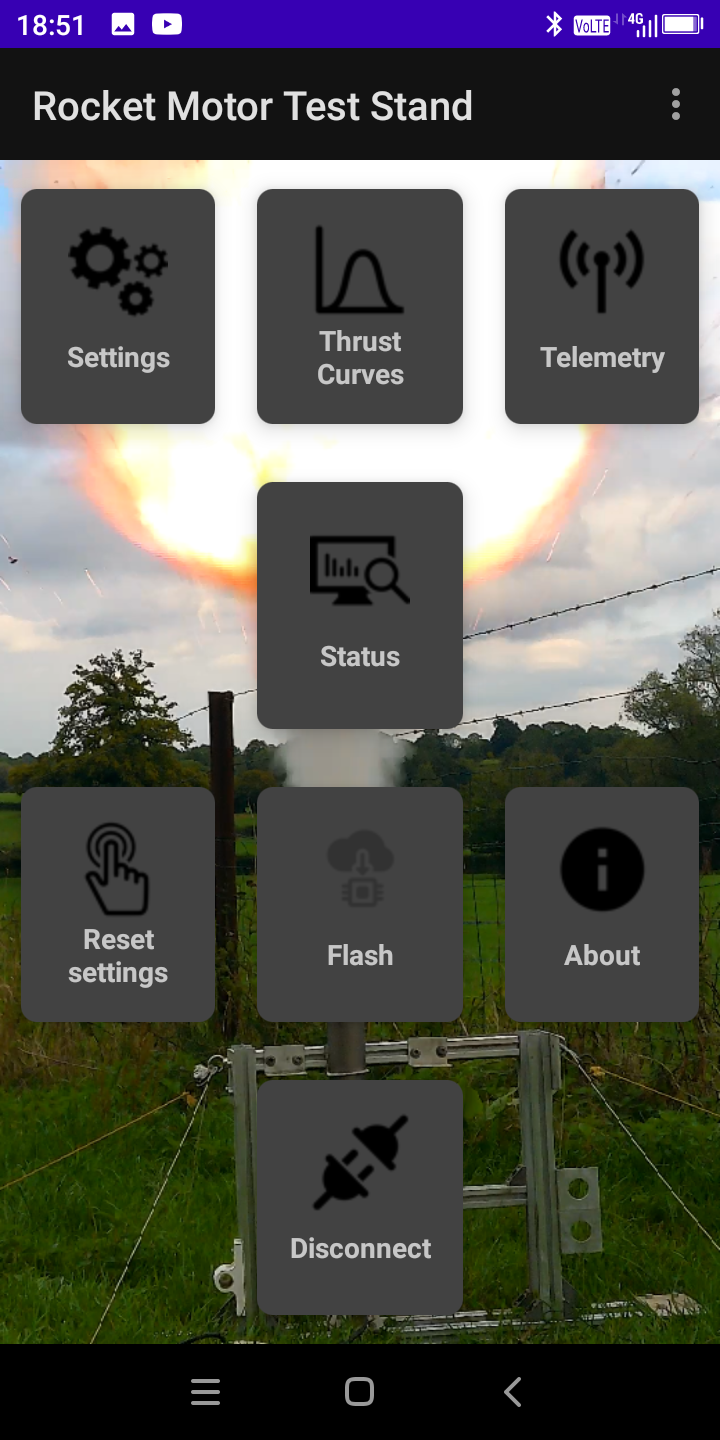 18:51
VoLTE 4G
Rocket Motor Test Stand
Settings
Thrust
Curves
Telemetry
Status
Reset
settings
Flash
About
Disconnect